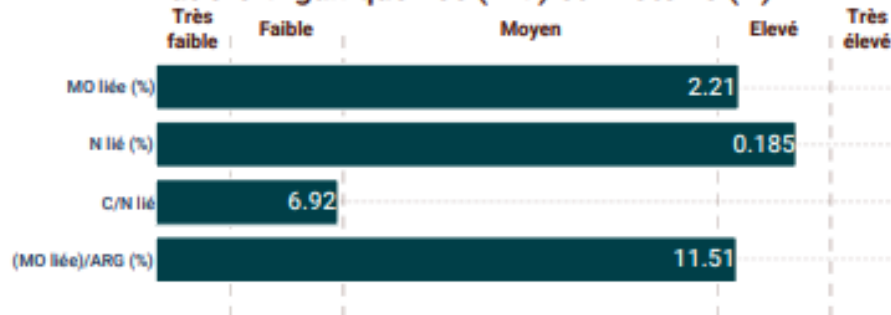 Très faible
Faible
Moyen
Elevé
Très élevé
MO liée (%)
2.21
N lié (%)
0.185
C/N lié
6.92
(MO liée)/ARG (%)
11.51